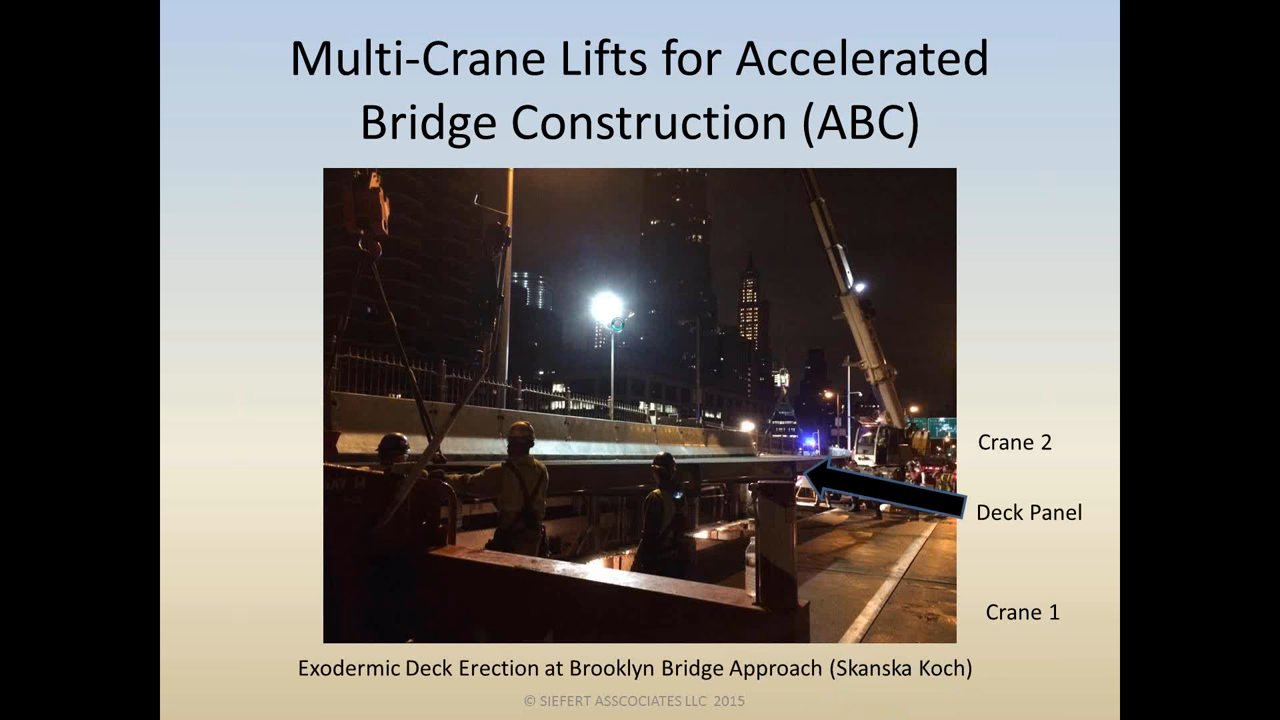 Multi-Crane Lifts for Accelerated
Bridge Construction (ABC)
Crane 2
Deck Panel
Crane 1
Exodermic Deck Erection at Brooklyn Bridge Approach (Skanska Koch)
© SIEFERT ASSCOCIATES LLC 2015